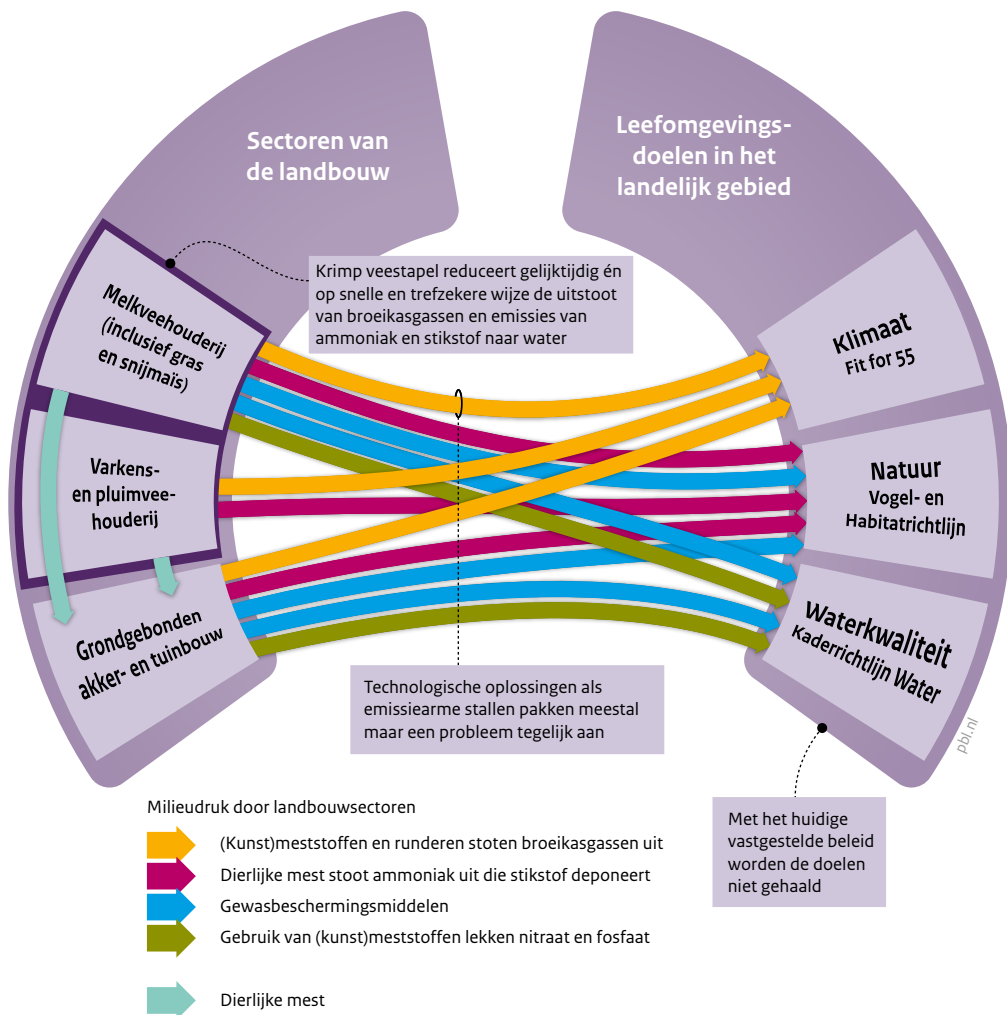 Sectoren van
de landbouw
Leefomgevings-
doelen in het
landelijk gebied
Krimp veestapel reduceert gelijktijdig én
op snelle en trefzekere wijze de uitstoot
van broeikasgassen en emissies van
ammoniak en stikstof naar water
Melkveehouderij
(inclusief gras
en snijmaïs)
Varkens-
en pluimvee-
houderij
Grondgebonden
akker- en tuinbouw
Klimaat
Fit for 55
Natuur
Vogel- en
Habitatrichtlijn
Waterkwaliteit
Kaderrichtlijn Water
Technologische oplossingen als
emissiearme stallen pakken meestal
maar een probleem tegelijk aan
pbl.nl
Met het huidige
vastgestelde beleid
worden de doelen
niet gehaald
Milieudruk door landbouwsectoren
(Kunst)meststoffen en runderen stoten broeikasgassen uit
Dierlijke mest stoot ammoniak uit die stikstof deponeert
Gewasbeschermingsmiddelen
Gebruik van (kunst)meststoffen lekken nitraat en fosfaat
Dierlijke mest